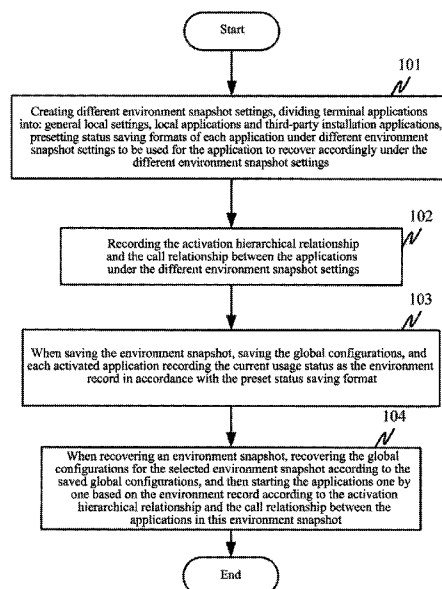 Start
101
Creating different environment snapshot settings, dividing terminal applications
into: general local settings, local applications and third-party installation applications,
presetting status saving formats of each application under different environment
snapshot settings to be used for the application to recover accordingly under the
different environment snapshot settings
102
Recording the activation hierarchical relationship
and the call relationship between the applications
under the different environment snapshot settings
103
When saving the environment snapshot, saving the global configurations, and
each activated application recording the current usage status as the environment
record in accordance with the preset status saving format
104
When recovering an environment snapshot, recovering the global
configurations for the selected environment snapshot according to the
saved global configurations, and then starting the applications one by
one based on the environment record according to the activation
hierarchical relationship and the call relationship between the
applications in this environment snapshot
End